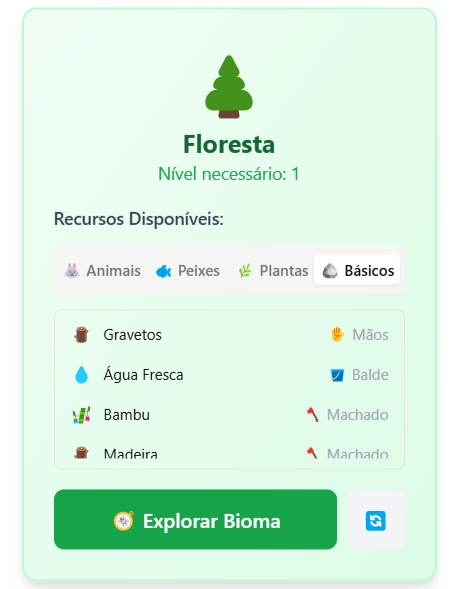 Floresta
Nível necessário: 1
Recursos Disponíveis:
Animais Peixes Plantas Básicos
Gravetos Mãos
Água Fresca Balde
Bambu Machado
Madeira Machado
Explorar Bioma